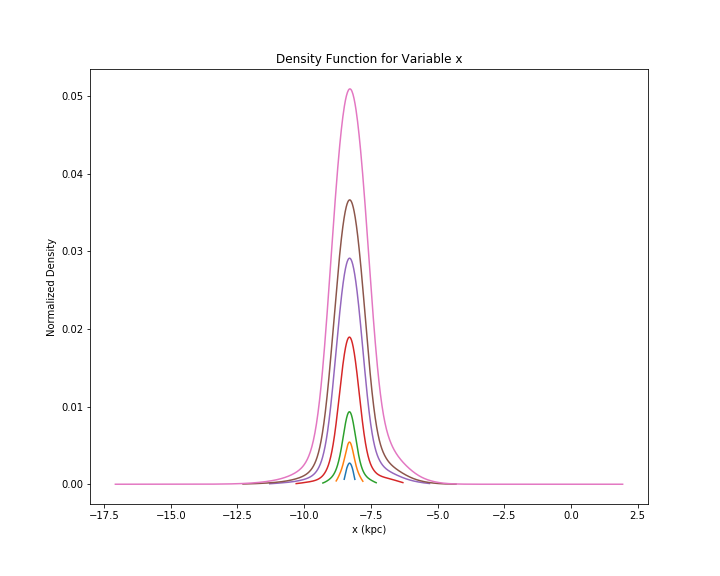 Density Function for Variable x
Normalized Density
0.05
0.04
0.03
0.02
0.01
0.00
−17.5 −15.0 −12.5 −10.0 −7.5 −5.0 −2.5 0.0 2.5
x (kpc)